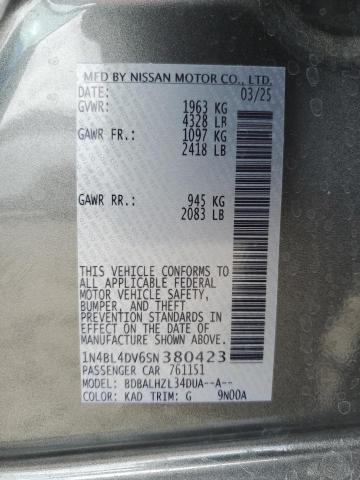 MFD BY NISSAN MOTOR CO., LTD.
DATE: 03/25
GVWR: 1963 KG
4328 LB
GAWR FR.: 1097 KG
2418 LB
GAWR RR.: 945 KG
2083 LB
THIS VEHICLE CONFORMS TO
ALL APPLICABLE FEDERAL
MOTOR VEHICLE SAFETY,
BUMPER, AND THEFT
PREVENTION STANDARDS IN
EFFECT ON THE DATE OF
MANUFACTURE SHOWN ABOVE.
1N4BL4DV6SN380423
PASSENGER CAR 761151
MODEL: BDBALHZL34DUA--A--
COLOR: KAD TRIM: G 9N00A